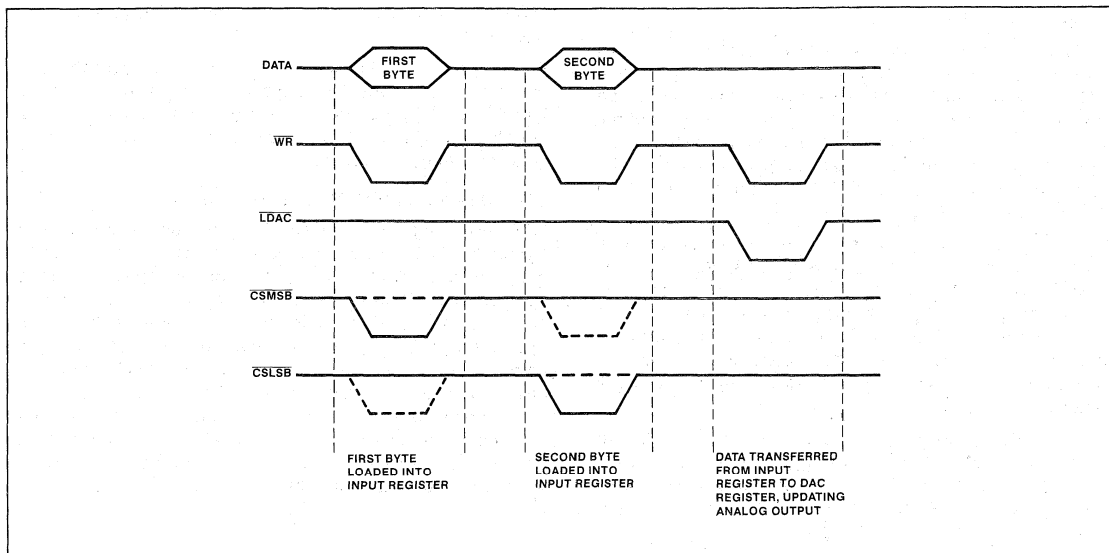 DATA
FIRST
BYTE
SECOND
BYTE
WR
LDAC
CSMSB
CSLSB
FIRST BYTE
LOADED INTO
INPUT REGISTER
SECOND BYTE
LOADED INTO
INPUT REGISTER
DATA TRANSFERRED
FROM INPUT
REGISTER TO DAC
REGISTER, UPDATING
ANALOG OUTPUT